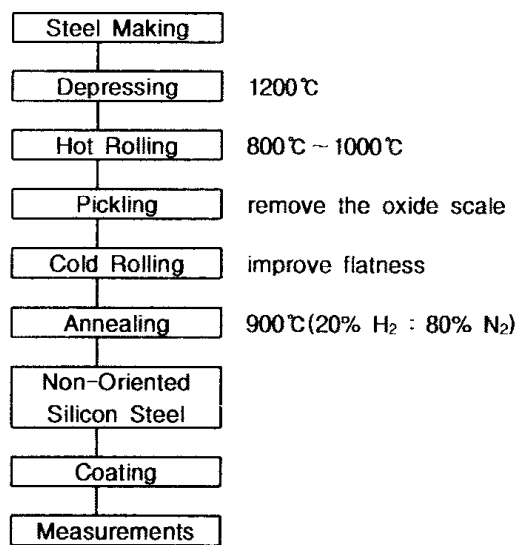 Steel Making
Depressing 1200℃
Hot Rolling 800℃ ~ 1000℃
Pickling remove the oxide scale
Cold Rolling improve flatness
Annealing 900℃(20% H₂ : 80% N₂)
Non-Oriented
Silicon Steel
Coating
Measurements